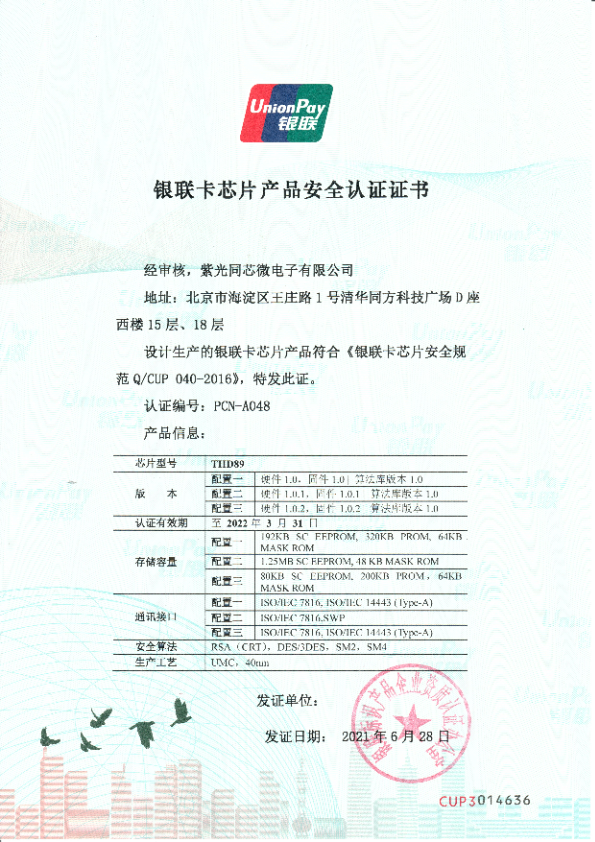 UnionPay
银联
银联卡芯片产品安全认证证书
经审核，紫光同芯微电子有限公司
地址：北京市海淀区王庄路1号清华同方科技广场D座
西楼15层、18层
设计生产的银联卡芯片产品符合《银联卡芯片安全规
范Q/CUP 040-2016》，特发此证。
认证编号：PCN-A048
产品信息：
芯片型号 THD89
版 本 配置一 硬件 1.0，固件 1.0 算法库版本 1.0
配置二 硬件 1.0.1，固件 1.0.1 算法库版本 1.0
配置三 硬件 1.0.2，固件 1.0.2 算法库版本 1.0
认证有效期 至 2022 年 3 月 31 日
存储容量 配置一 192KB SC EEPROM, 320KB PROM, 64KB
MASK ROM
配置二 1.25MB SC EEPROM, 48 KB MASK ROM
配置三 80KB SC EEPROM, 200KB PROM，64KB
MASK ROM
通讯接口 配置一 ISO/IEC 7816, ISO/IEC 14443 (Type-A)
配置二 ISO/IEC 7816,SWP
配置三 ISO/IEC 7816, ISO/IEC 14443 (Type-A)
安全算法 RSA（CRT），DES/3DES，SM2，SM4
生产工艺 UMC，40nm
发证单位：
发证日期： 2021 年 6 月 28 日
CUP3014636